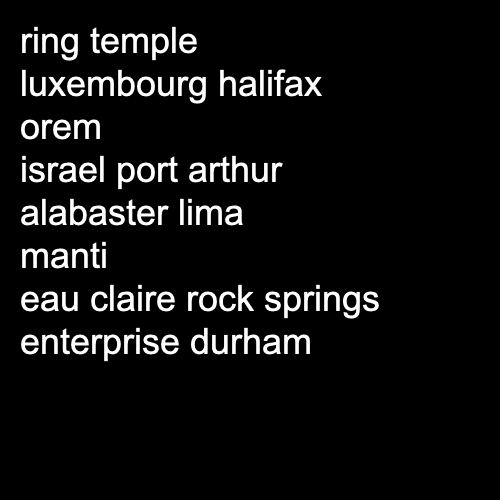 ring temple
luxembourg halifax
orem
israel port arthur
alabaster lima
manti
eau claire rock springs
enterprise durham